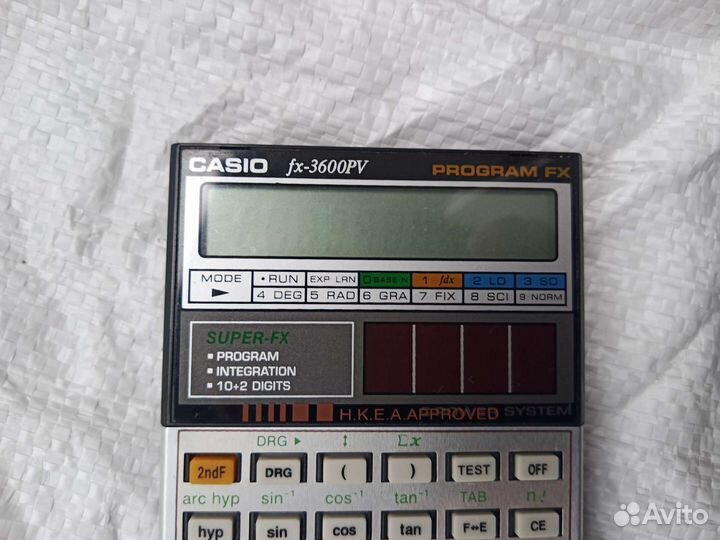 CASIO fx-3600PV PROGRAM FX
MODE • RUN EXP LRN 0 BASE-N 1 ∫dx 2 LR 3 SD
► 4 DEG 5 RAD 6 GRA 7 FIX 8 SCI 9 NORM
SUPER-FX
▪ PROGRAM
▪ INTEGRATION
▪ 10+2 DIGITS
H.K.E.A.APPROVED SYSTEM
DRG ► ↕ Σx
2ndF DRG ( ) TEST OFF
arc hyp sin⁻¹ cos⁻¹ tan⁻¹ TAB n!
hyp sin cos tan F↔E CE
Avito